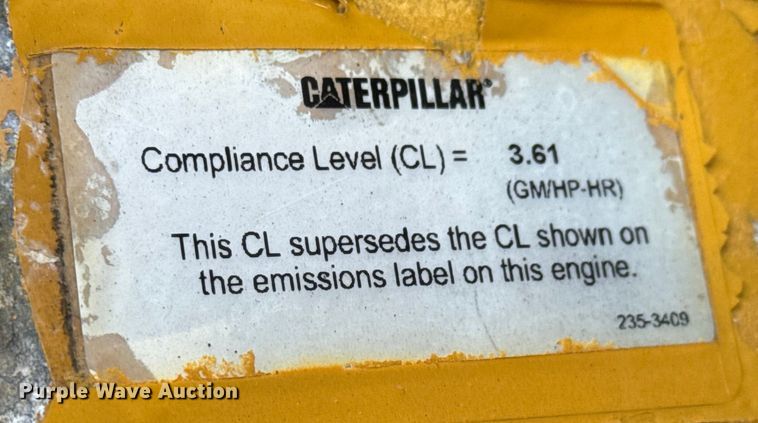 CATERPILLAR®
Compliance Level (CL) = 3.61
(GM/HP-HR)
This CL supersedes the CL shown on
the emissions label on this engine.
235-3409
Purple Wave Auction